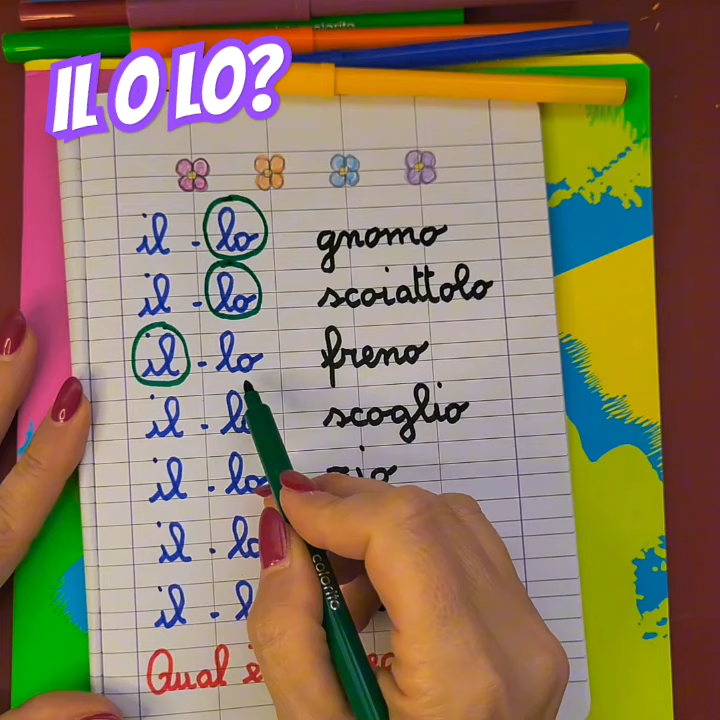 IL O LO?
il - lo gnomo
il - lo scoiattolo
il - lo freno
il - lo scoglio
il - lo
il - lo
il -
Qual è
colorito